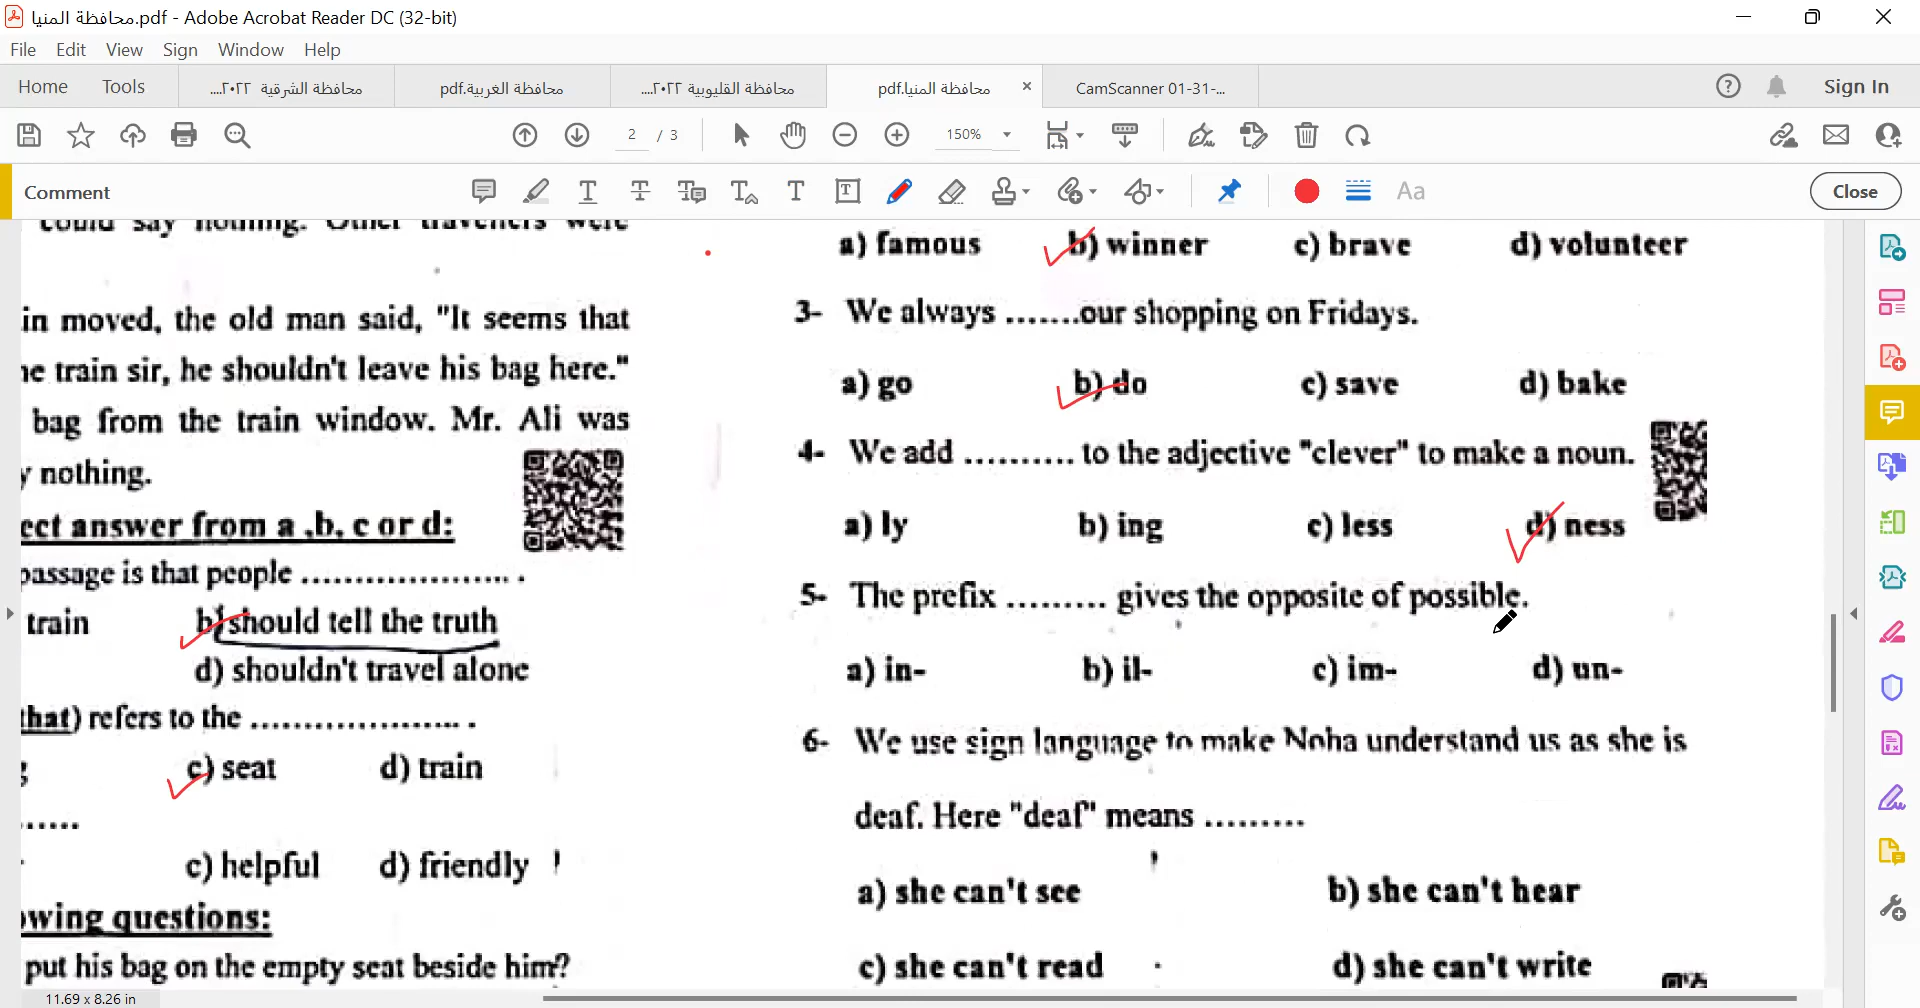 محافظة المنيا.pdf - Adobe Acrobat Reader DC (32-bit)
File Edit View Sign Window Help
Home Tools
محافظة الشرقية ٢٠٢٢....
محافظة الغربية.pdf
محافظة القليوبية ٢٠٢٢....
محافظة المنيا.pdf
CamScanner 01-31-...
Sign In
2 / 3
150%
Comment
Aa
Close
could say nothing. Other travellers were
in moved, the old man said, "It seems that
train sir, he shouldn't leave his bag here."
bag from the train window. Mr. Ali was
nothing.
ect answer from a ,b, c or d:
passage is that people .................... .
train b) should tell the truth
d) shouldn't travel alone
that) refers to the .................... .
c) seat d) train
......
c) helpful d) friendly
owing questions:
put his bag on the empty seat beside him?
a) famous b) winner c) brave d) volunteer
3- We always .......our shopping on Fridays.
a) go b) do c) save d) bake
4- We add .......... to the adjective "clever" to make a noun.
a) ly b) ing c) less d) ness
5- The prefix ......... gives the opposite of possible.
a) in- b) il- c) im- d) un-
6- We use sign language to make Noha understand us as she is
deaf. Here "deaf" means .........
a) she can't see b) she can't hear
c) she can't read d) she can't write
11.69 x 8.26 in